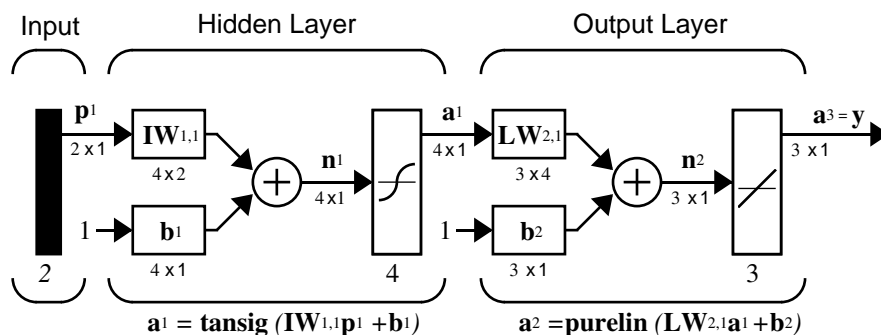 Input Hidden Layer Output Layer
p1 a1 a3 = y
2 x 1 IW1,1 4 x 1 LW2,1 3 x 1
4 x 2 n1 3 x 4 n2
4 x 1 3 x 1
1 b1 1 b2
2 4 x 1 4 3 x 1 3
a1 = tansig (IW1,1p1 +b1) a2 =purelin (LW2,1a1+b2)